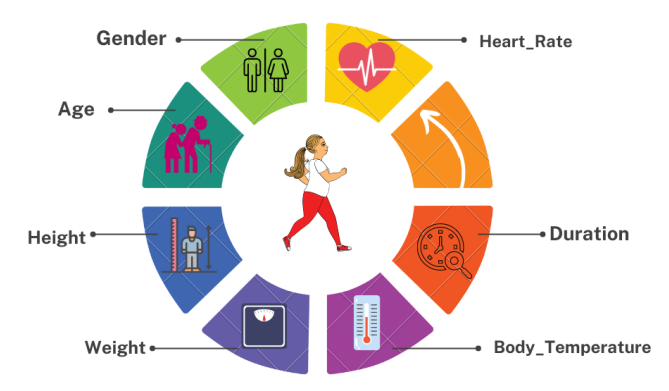 Gender
Heart_Rate
Age
Height
Duration
Weight
Body_Temperature